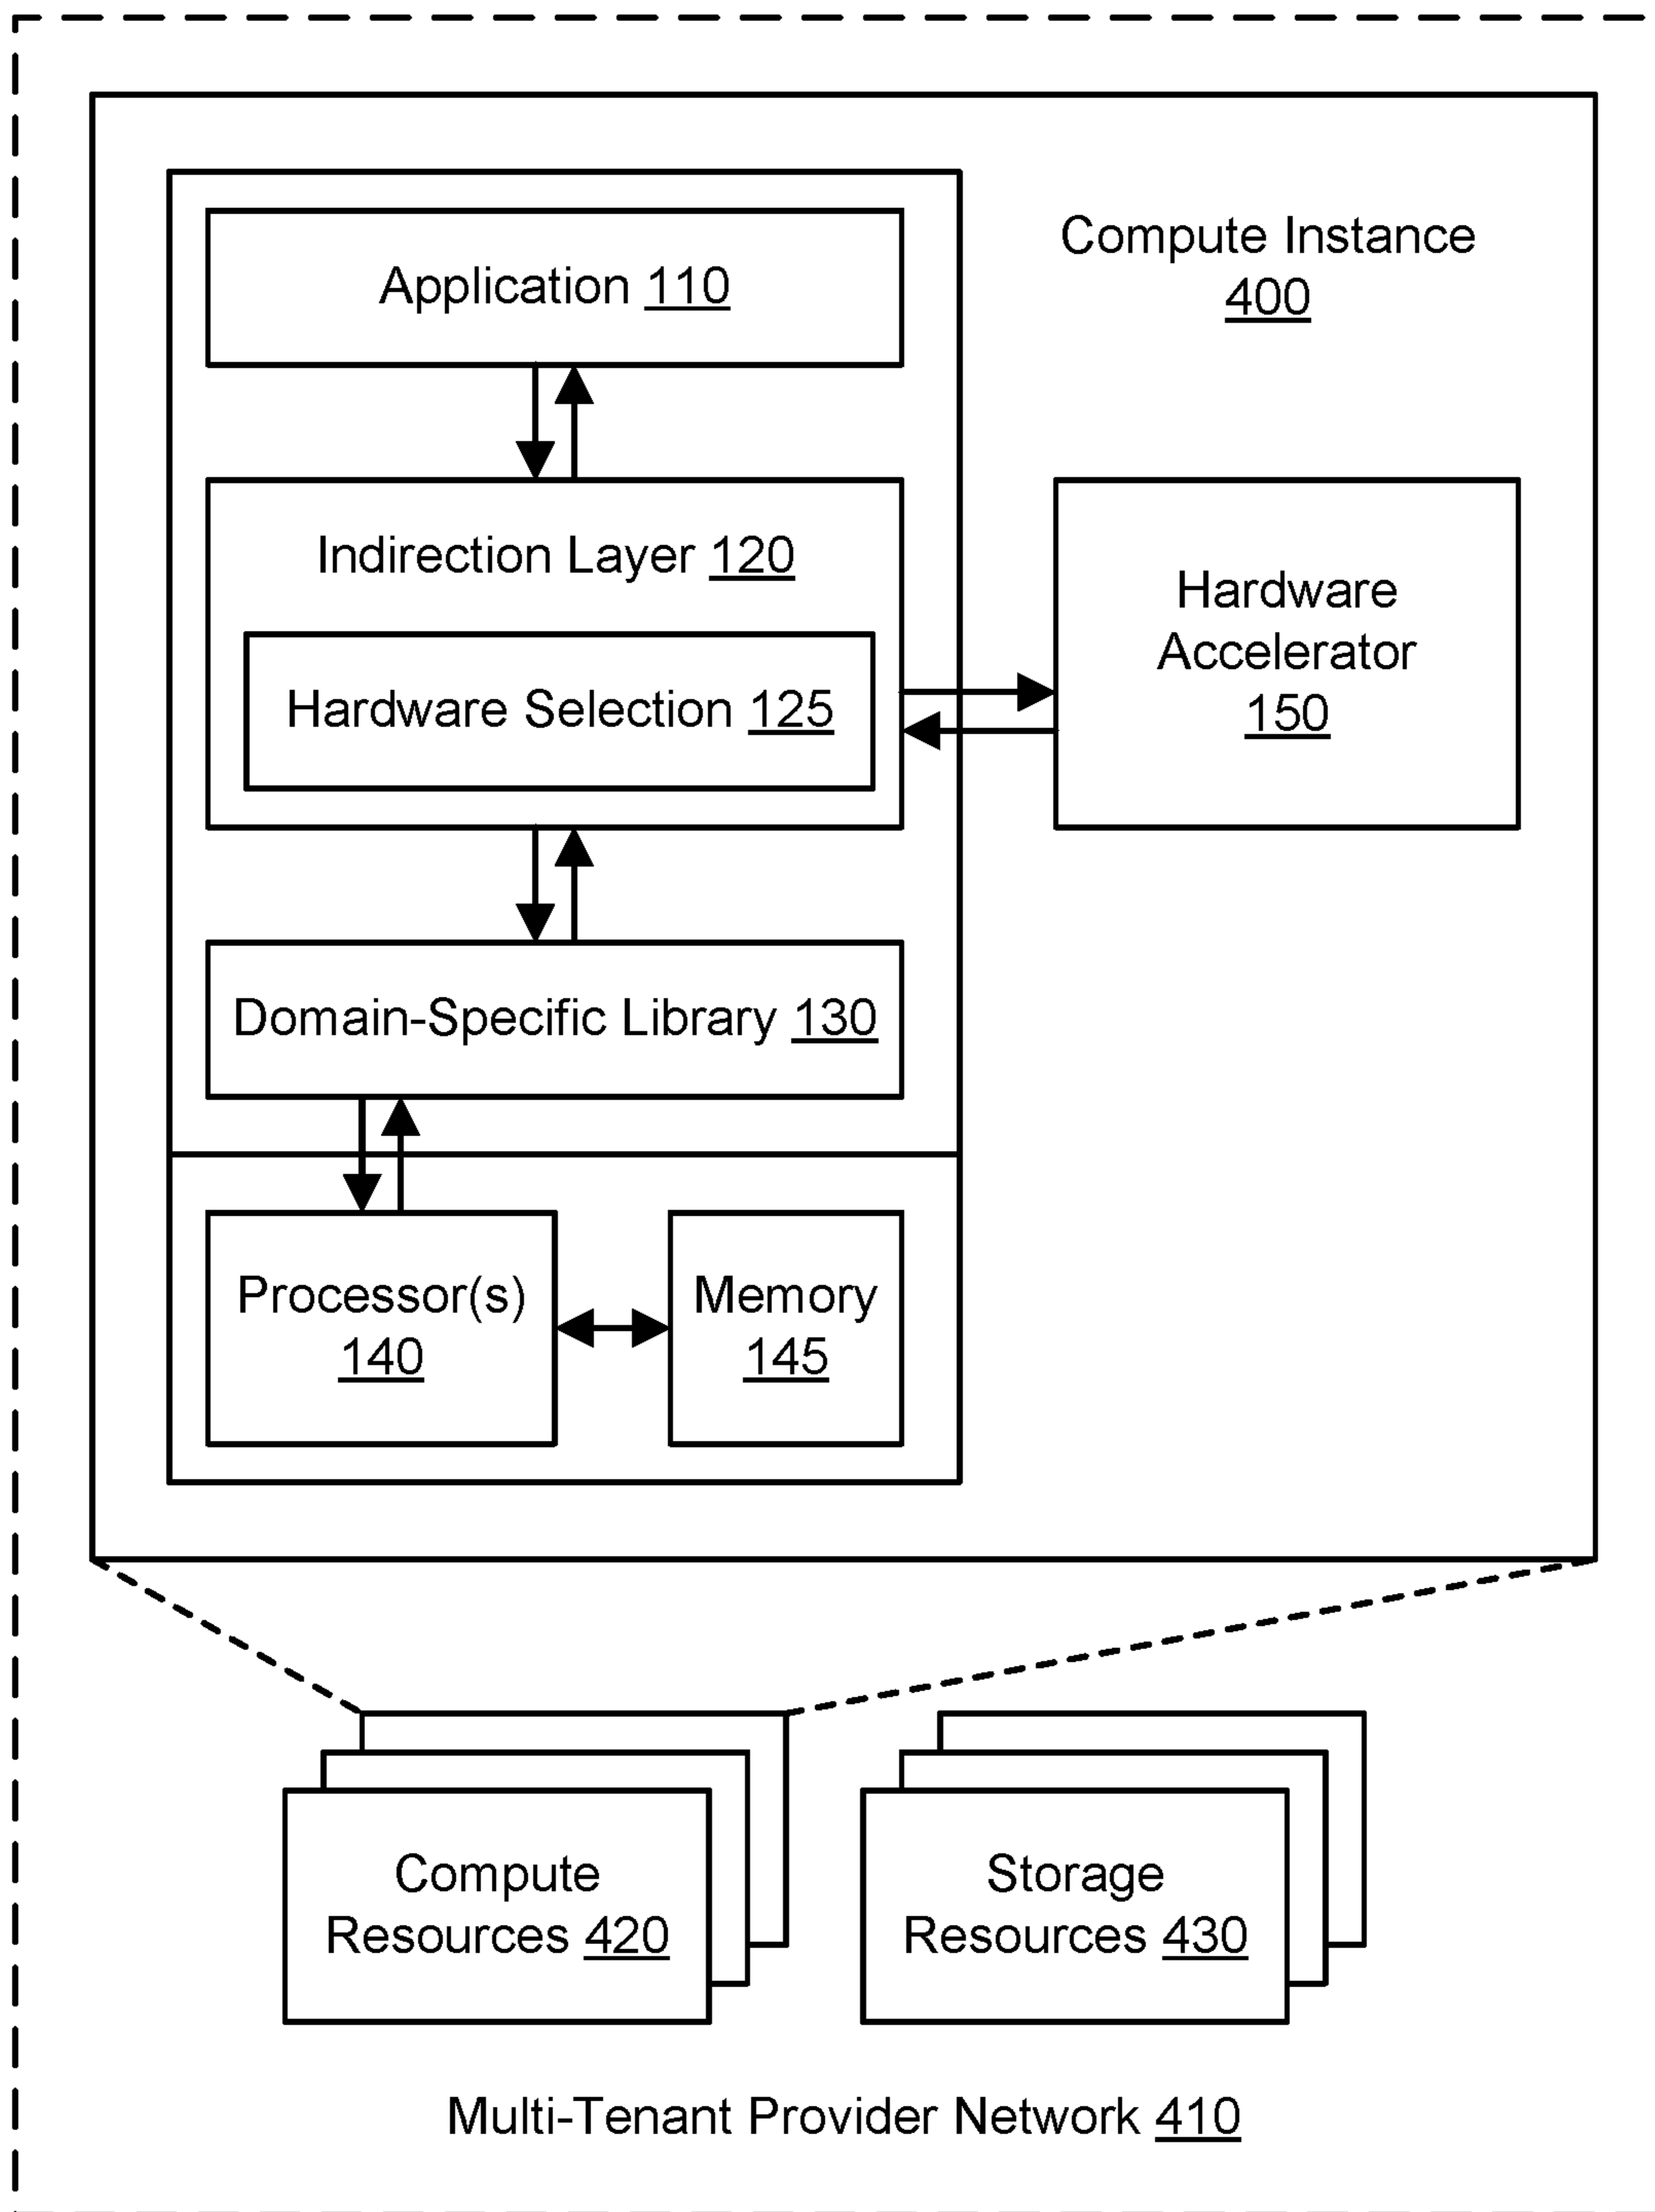 Compute Instance
400
Application 110
Indirection Layer 120
Hardware Selection 125
Hardware
Accelerator
150
Domain-Specific Library 130
Processor(s)
140
Memory
145
Compute
Resources 420
Storage
Resources 430
Multi-Tenant Provider Network 410